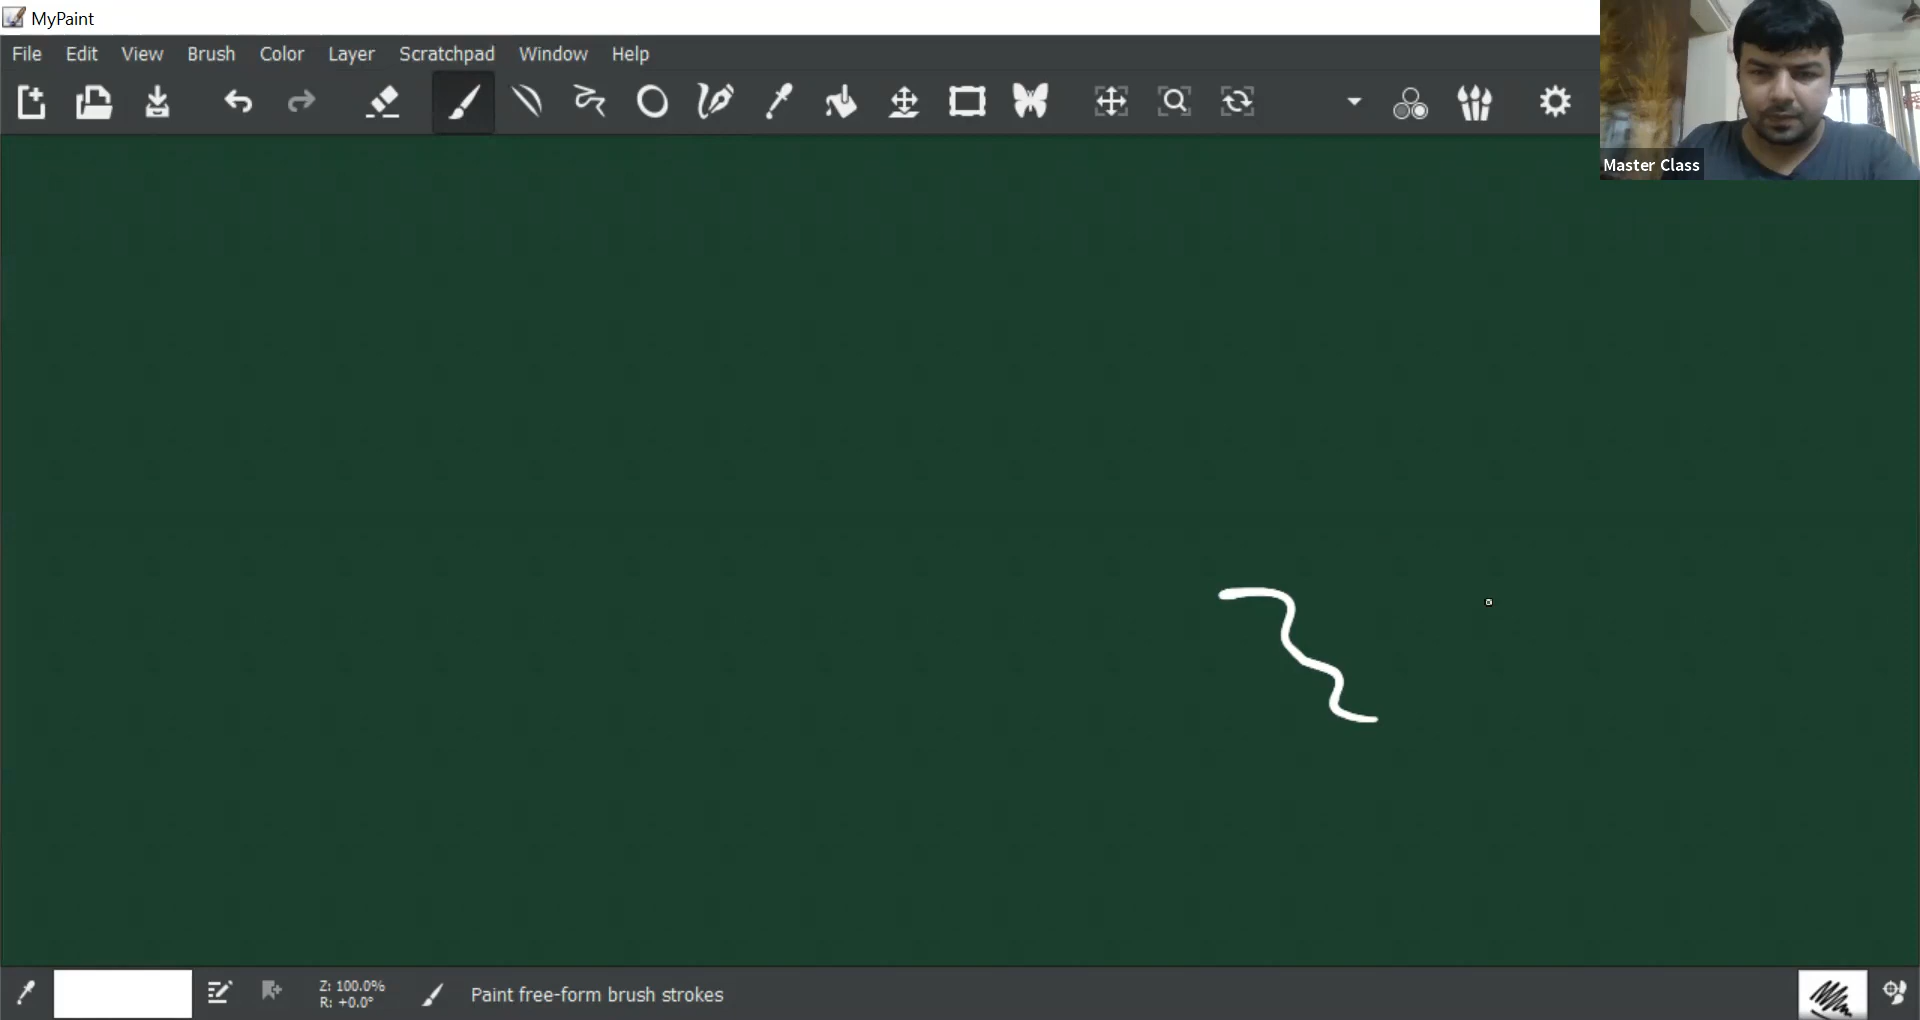 MyPaint
File Edit View Brush Color Layer Scratchpad Window Help
Master Class
Z: 100.0%
R: +0.0°
Paint free-form brush strokes